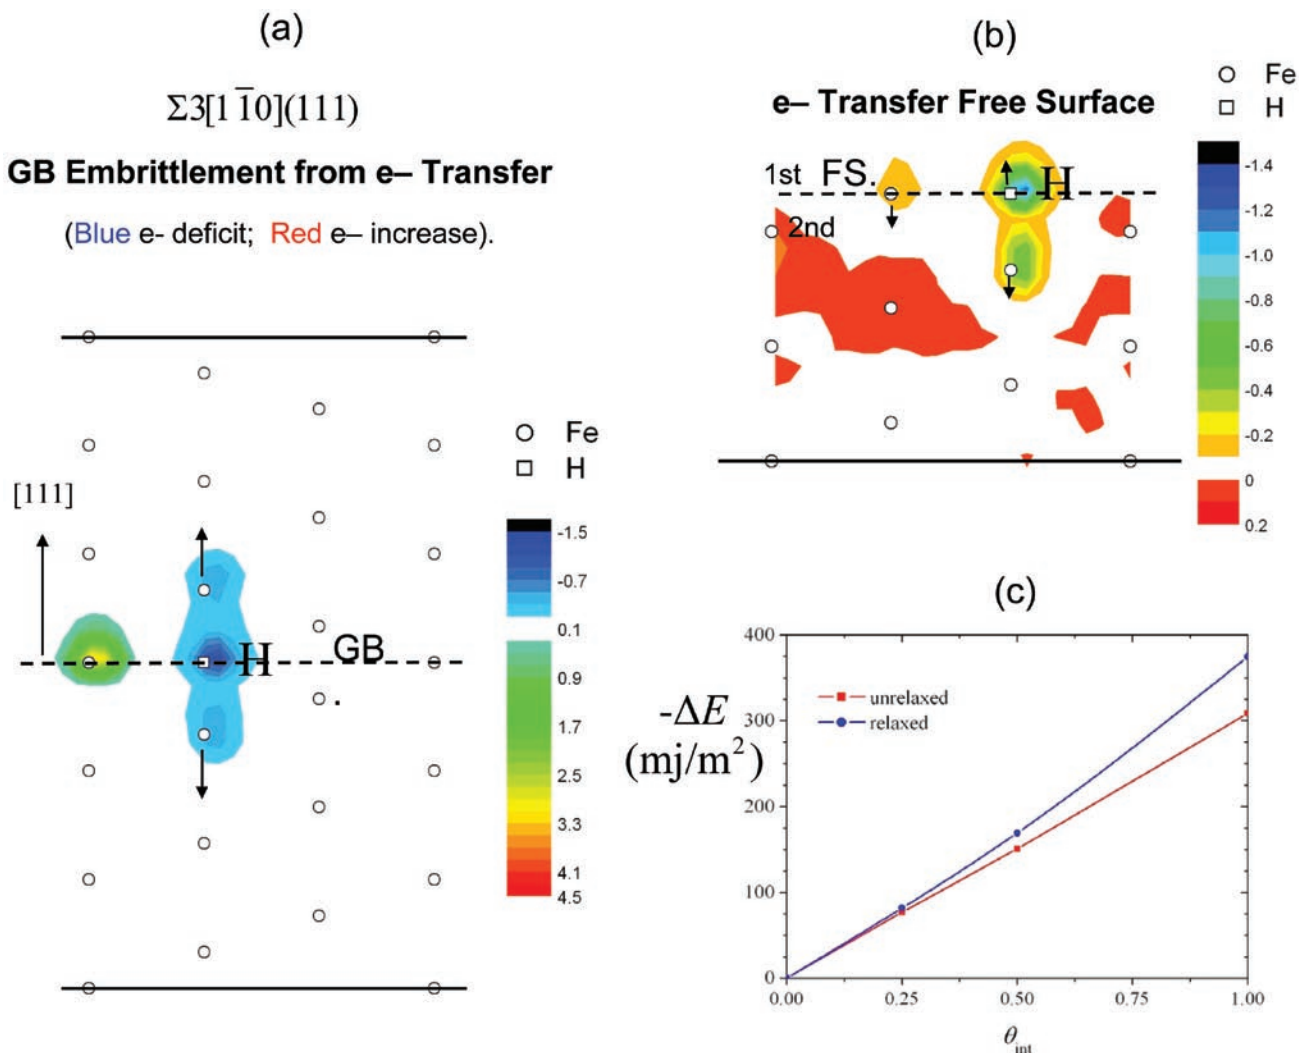 (a)
Σ3[1 1̅0](111)
GB Embrittlement from e– Transfer
(Blue e- deficit; Red e– increase).
[111]
H
GB
.
Fe
H
-1.5
-0.7
0.1
0.9
1.7
2.5
3.3
4.1
4.5
(b)
e– Transfer Free Surface
1st FS.
H
2nd
Fe
H
-1.4
-1.2
-1.0
-0.8
-0.6
-0.4
-0.2
0
0.2
(c)
-ΔE
(mj/m²)
unrelaxed
relaxed
400
300
200
100
0
0.00 0.25 0.50 0.75 1.00
θint